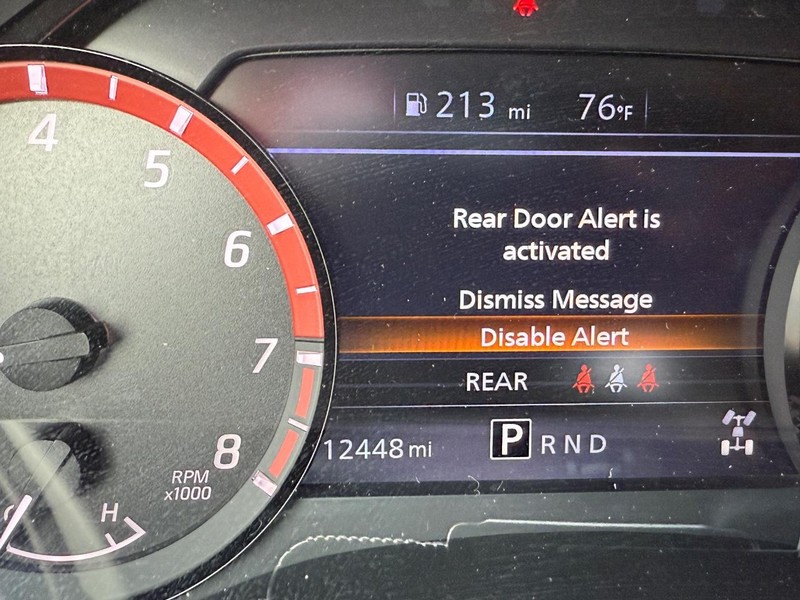 213 mi 76°F
4
5
6
7
8
RPM
x1000
H
Rear Door Alert is
activated
Dismiss Message
Disable Alert
REAR
12448 mi P R N D